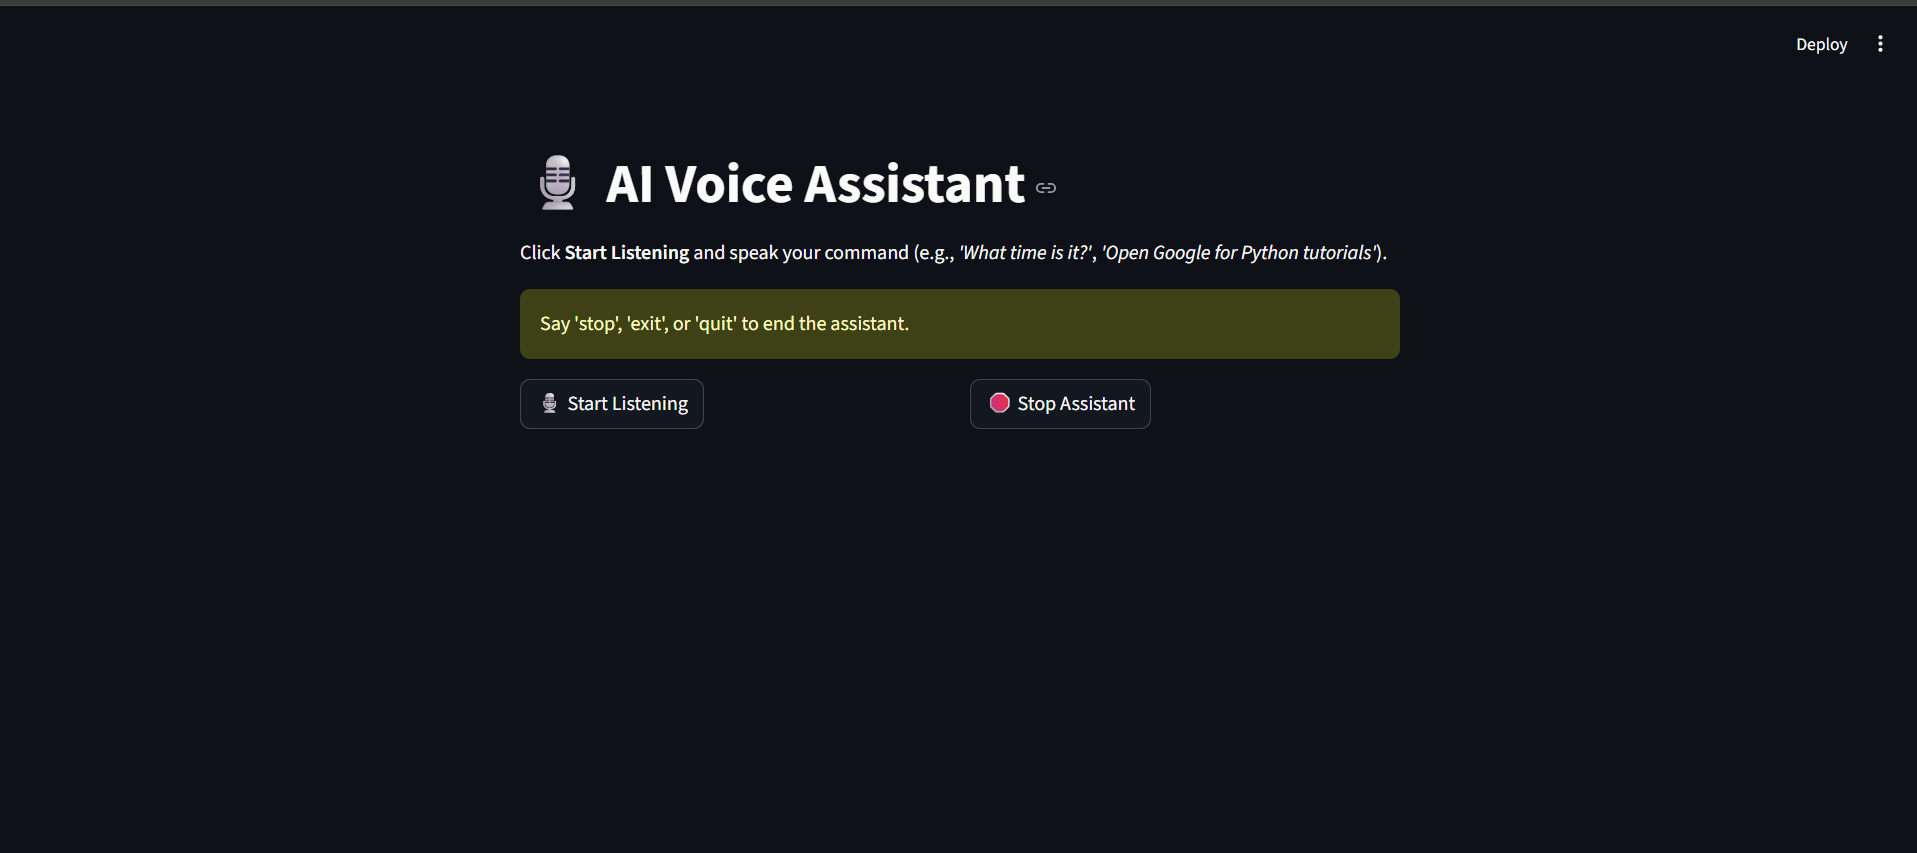 Deploy
AI Voice Assistant
Click Start Listening and speak your command (e.g., 'What time is it?', 'Open Google for Python tutorials').
Say 'stop', 'exit', or 'quit' to end the assistant.
Start Listening
Stop Assistant